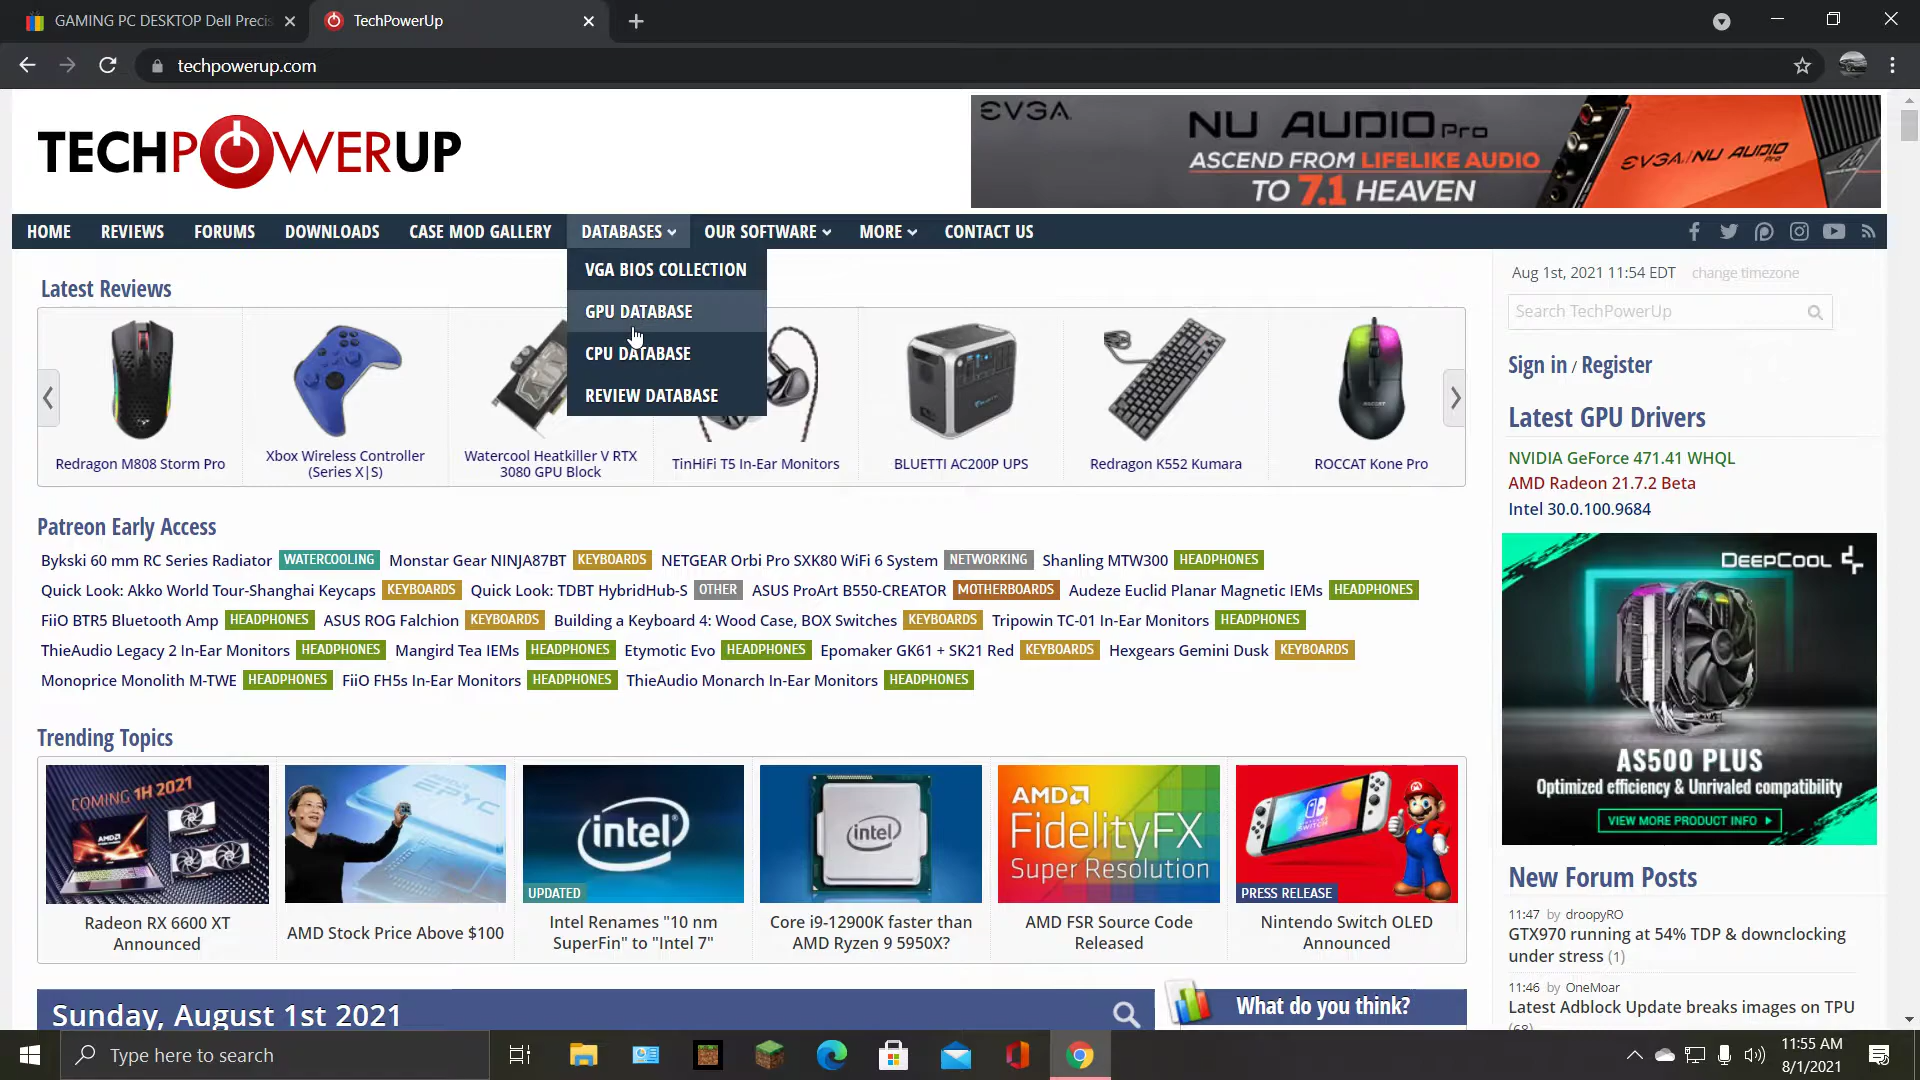 GAMING PC DESKTOP Dell Precis
TechPowerUp
techpowerup.com
TECHPOWERUP
EVGA
NU AUDIO Pro
ASCEND FROM LIFELIKE AUDIO
TO 7.1 HEAVEN
EVGA/NU AUDIO
HOME REVIEWS FORUMS DOWNLOADS CASE MOD GALLERY DATABASES OUR SOFTWARE MORE CONTACT US
VGA BIOS COLLECTION
GPU DATABASE
CPU DATABASE
REVIEW DATABASE
Latest Reviews
Redragon M808 Storm Pro
Xbox Wireless Controller
(Series X|S)
Watercool Heatkiller V RTX
3080 GPU Block
TinHiFi T5 In-Ear Monitors
BLUETTI AC200P UPS
Redragon K552 Kumara
ROCCAT Kone Pro
Patreon Early Access
Bykski 60 mm RC Series Radiator WATERCOOLING Monstar Gear NINJA87BT KEYBOARDS NETGEAR Orbi Pro SXK80 WiFi 6 System NETWORKING Shanling MTW300 HEADPHONES
Quick Look: Akko World Tour-Shanghai Keycaps KEYBOARDS Quick Look: TDBT HybridHub-S OTHER ASUS ProArt B550-CREATOR MOTHERBOARDS Audeze Euclid Planar Magnetic IEMs HEADPHONES
FiiO BTR5 Bluetooth Amp HEADPHONES ASUS ROG Falchion KEYBOARDS Building a Keyboard 4: Wood Case, BOX Switches KEYBOARDS Tripowin TC-01 In-Ear Monitors HEADPHONES
ThieAudio Legacy 2 In-Ear Monitors HEADPHONES Mangird Tea IEMs HEADPHONES Etymotic Evo HEADPHONES Epomaker GK61 + SK21 Red KEYBOARDS Hexgears Gemini Dusk KEYBOARDS
Monoprice Monolith M-TWE HEADPHONES FiiO FH5s In-Ear Monitors HEADPHONES ThieAudio Monarch In-Ear Monitors HEADPHONES
Trending Topics
COMING 1H 2021
AMD
Radeon RX 6600 XT
Announced
EPYC
AMD Stock Price Above $100
intel
UPDATED
Intel Renames "10 nm
SuperFin" to "Intel 7"
intel
Core i9-12900K faster than
AMD Ryzen 9 5950X?
AMD
FidelityFX
Super Resolution
AMD FSR Source Code
Released
PRESS RELEASE
Nintendo Switch OLED
Announced
Sunday, August 1st 2021
What do you think?
Aug 1st, 2021 11:54 EDT change timezone
Search TechPowerUp
Sign in / Register
Latest GPU Drivers
NVIDIA GeForce 471.41 WHQL
AMD Radeon 21.7.2 Beta
Intel 30.0.100.9684
DEEPCOOL
AS500 PLUS
Optimized efficiency & Unrivaled compatibility
VIEW MORE PRODUCT INFO
New Forum Posts
11:47 by droopyRO
GTX970 running at 54% TDP & downclocking
under stress (1)
11:46 by OneMoar
Latest Adblock Update breaks images on TPU
(68)
Type here to search
11:55 AM
8/1/2021